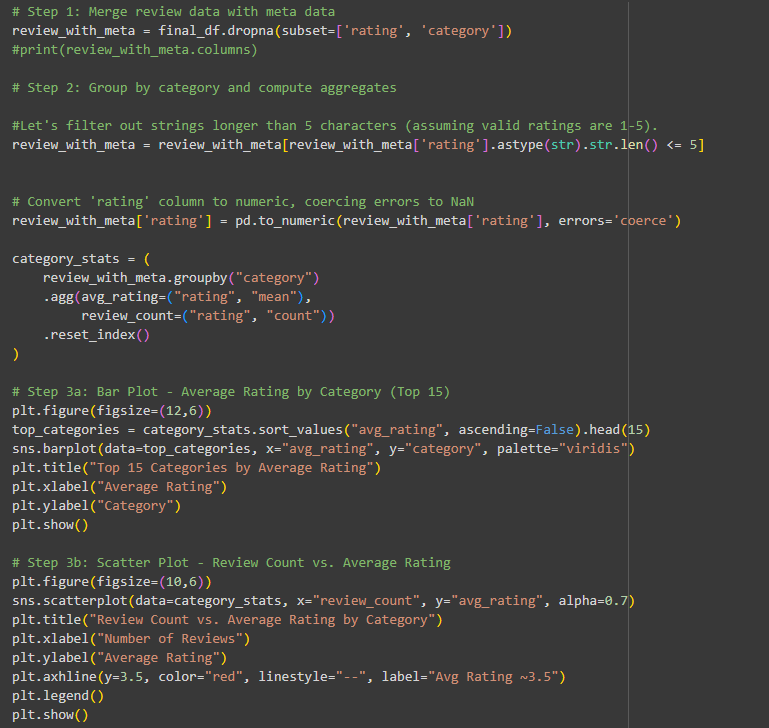 # Step 1: Merge review data with meta data
review_with_meta = final_df.dropna(subset=['rating', 'category'])
#print(review_with_meta.columns)
# Step 2: Group by category and compute aggregates
#Let's filter out strings longer than 5 characters (assuming valid ratings are 1-5).
review_with_meta = review_with_meta[review_with_meta['rating'].astype(str).str.len() <= 5]
# Convert 'rating' column to numeric, coercing errors to NaN
review_with_meta['rating'] = pd.to_numeric(review_with_meta['rating'], errors='coerce')
category_stats = (
    review_with_meta.groupby("category")
    .agg(avg_rating=("rating", "mean"),
         review_count=("rating", "count"))
    .reset_index()
)
# Step 3a: Bar Plot - Average Rating by Category (Top 15)
plt.figure(figsize=(12,6))
top_categories = category_stats.sort_values("avg_rating", ascending=False).head(15)
sns.barplot(data=top_categories, x="avg_rating", y="category", palette="viridis")
plt.title("Top 15 Categories by Average Rating")
plt.xlabel("Average Rating")
plt.ylabel("Category")
plt.show()
# Step 3b: Scatter Plot - Review Count vs. Average Rating
plt.figure(figsize=(10,6))
sns.scatterplot(data=category_stats, x="review_count", y="avg_rating", alpha=0.7)
plt.title("Review Count vs. Average Rating by Category")
plt.xlabel("Number of Reviews")
plt.ylabel("Average Rating")
plt.axhline(y=3.5, color="red", linestyle="--", label="Avg Rating ~3.5")
plt.legend()
plt.show()